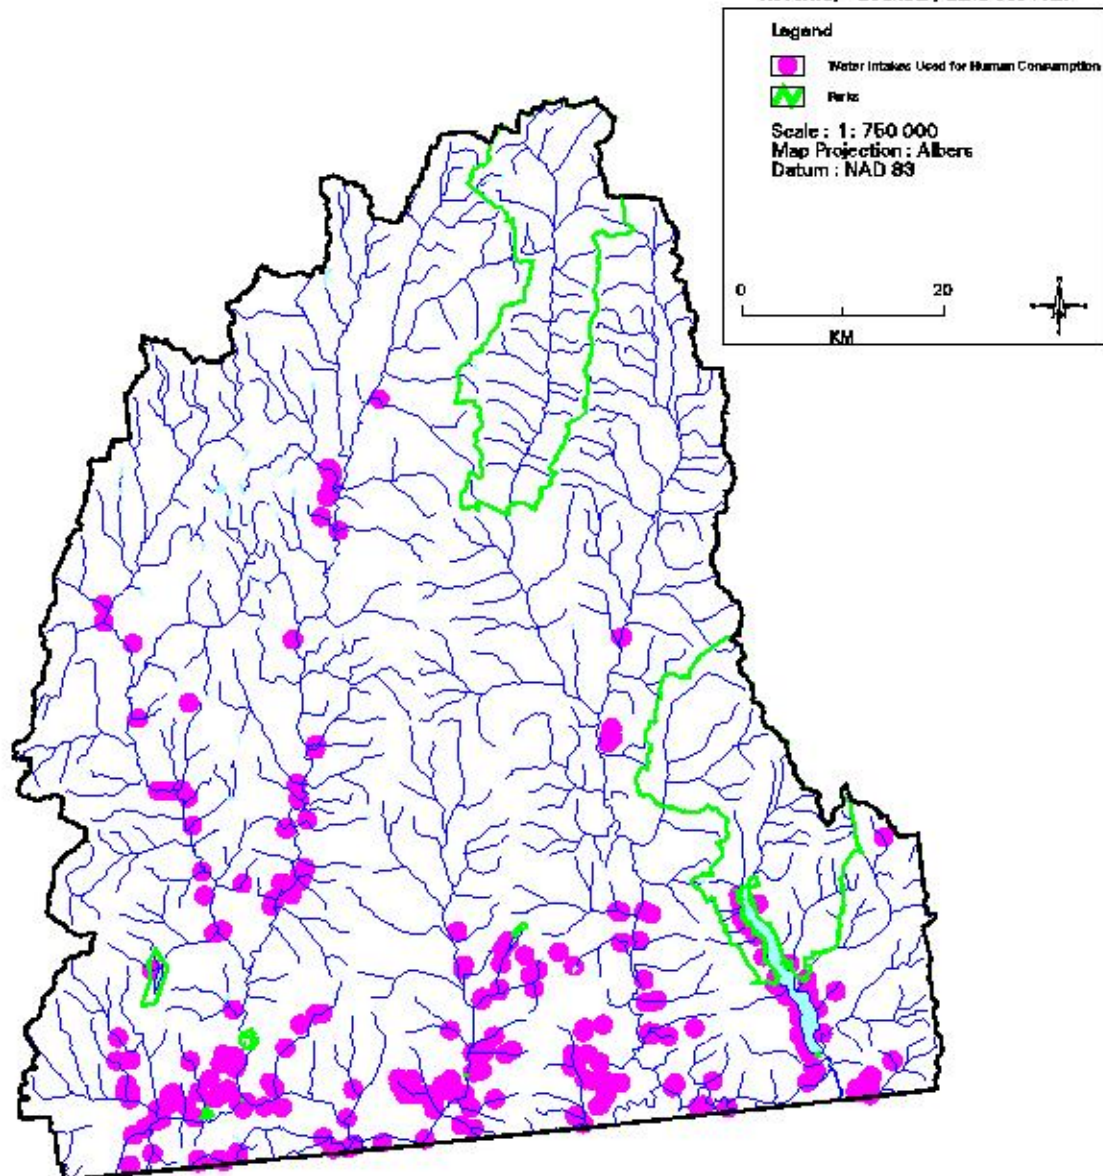 Legend
Water Intakes Used for Human Consumption
Parks
Scale : 1: 750 000
Map Projection : Albers
Datum : NAD 83
0 20
KM